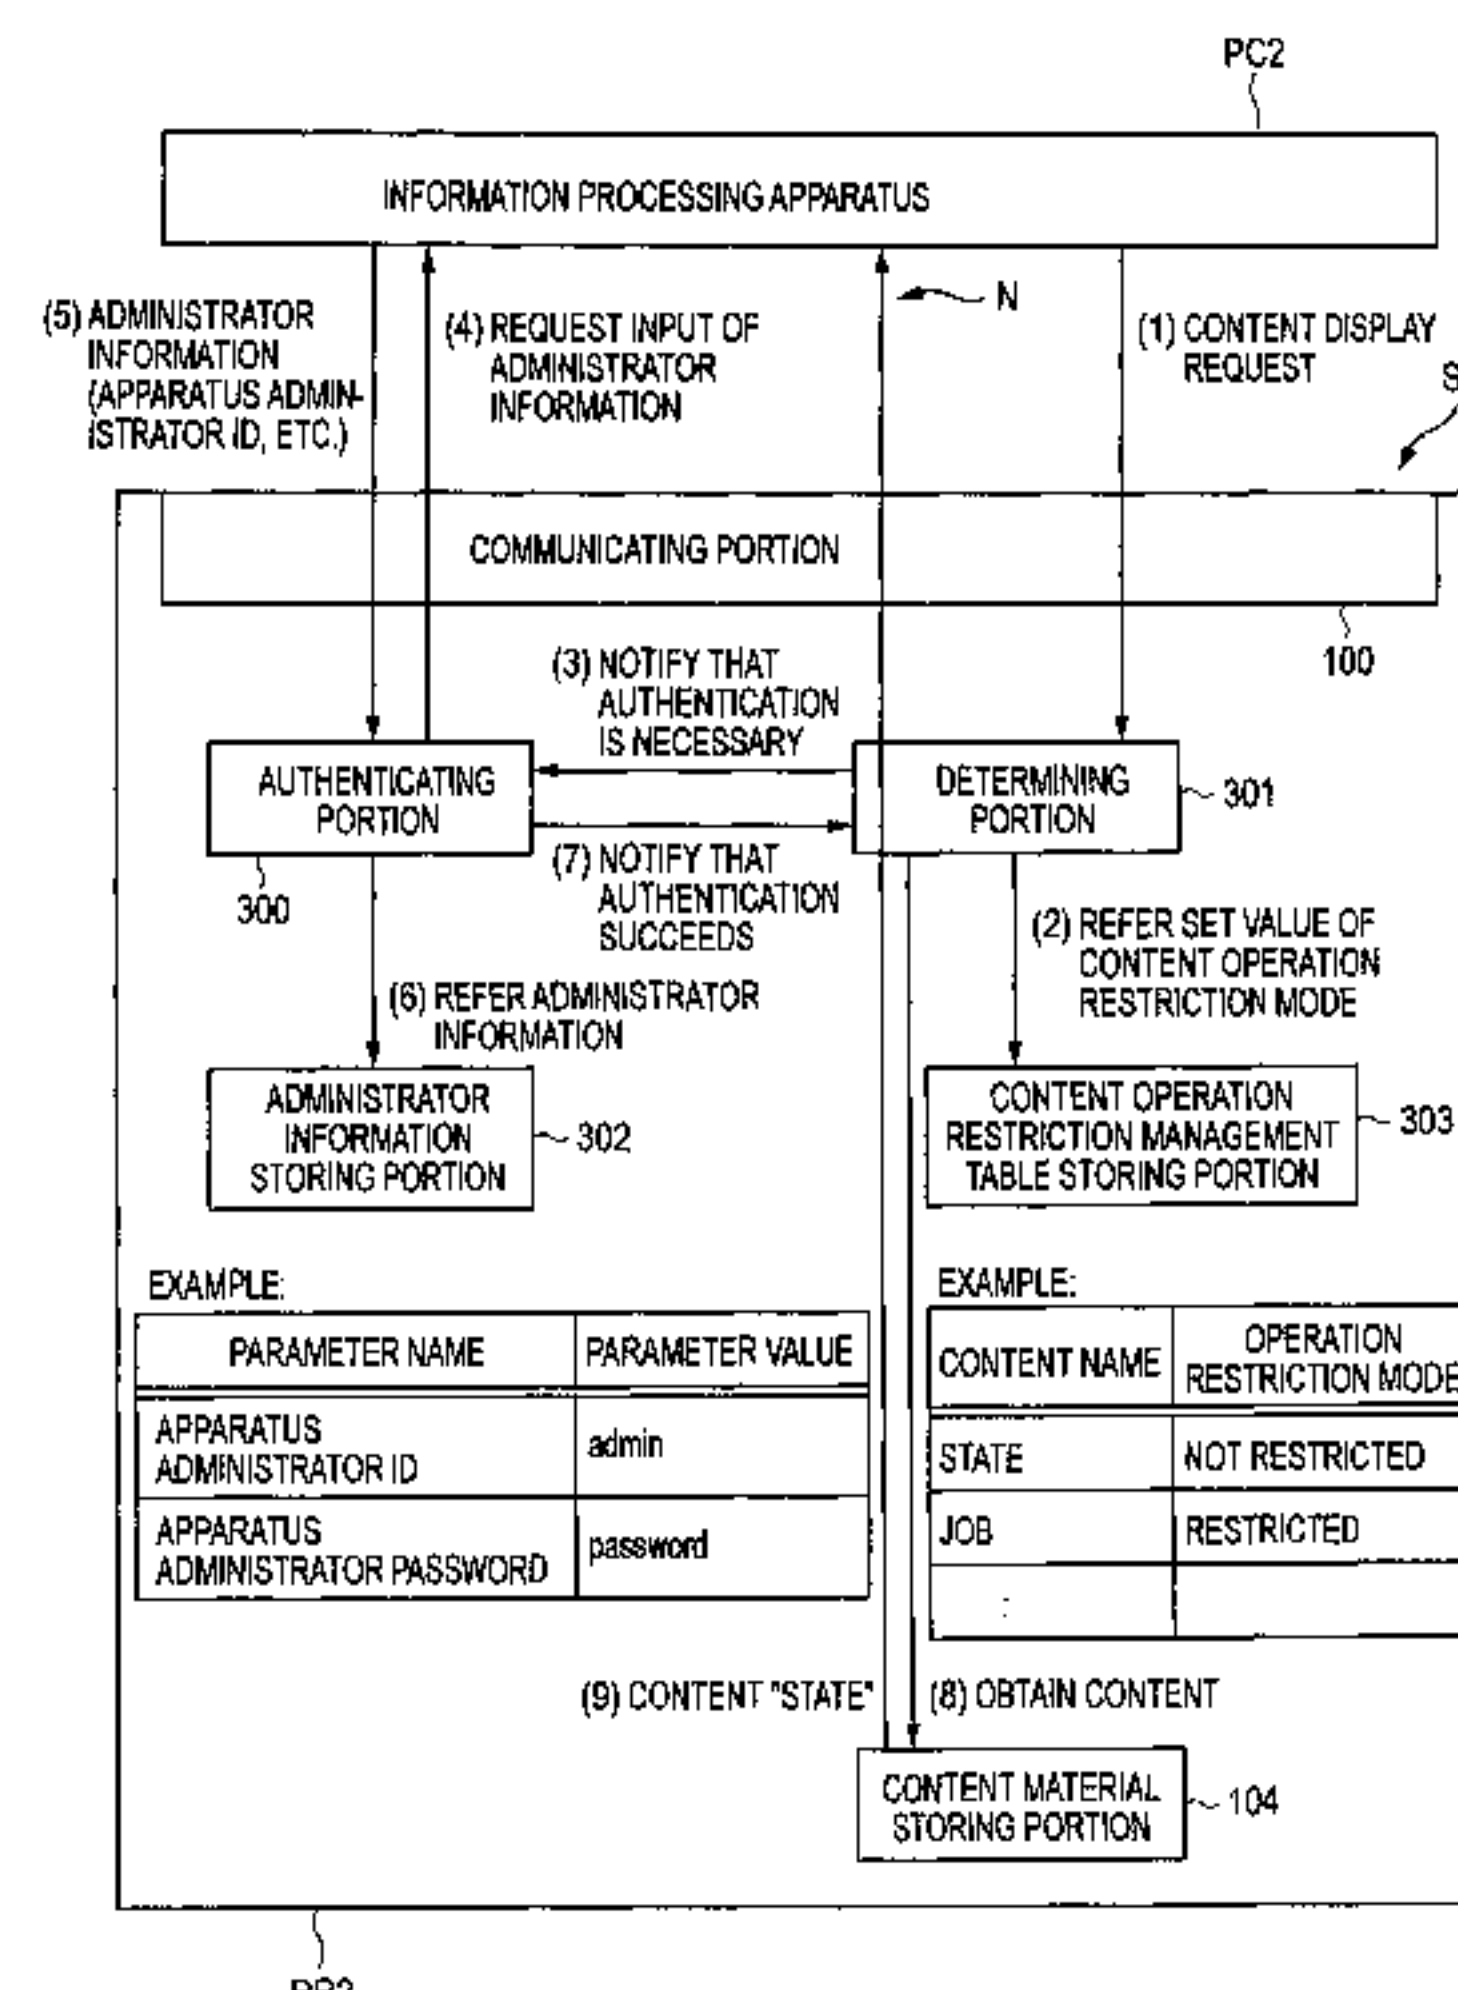 PC2
INFORMATION PROCESSING APPARATUS
N
(5) ADMINISTRATOR
INFORMATION
(APPARATUS ADMIN-
ISTRATOR ID, ETC.)
(4) REQUEST INPUT OF
ADMINISTRATOR
INFORMATION
(1) CONTENT DISPLAY
REQUEST
S
COMMUNICATING PORTION
100
(3) NOTIFY THAT
AUTHENTICATION
IS NECESSARY
AUTHENTICATING
PORTION
300
DETERMINING
PORTION
301
(7) NOTIFY THAT
AUTHENTICATION
SUCCEEDS
(2) REFER SET VALUE OF
CONTENT OPERATION
RESTRICTION MODE
(6) REFER ADMINISTRATOR
INFORMATION
ADMINISTRATOR
INFORMATION
STORING PORTION
302
CONTENT OPERATION
RESTRICTION MANAGEMENT
TABLE STORING PORTION
303
EXAMPLE:
PARAMETER NAME PARAMETER VALUE
APPARATUS
ADMINISTRATOR ID
admin
APPARATUS
ADMINISTRATOR PASSWORD
password
EXAMPLE:
CONTENT NAME
OPERATION
RESTRICTION MODE
STATE NOT RESTRICTED
JOB RESTRICTED
:
(9) CONTENT "STATE"
(8) OBTAIN CONTENT
CONTENT MATERIAL
STORING PORTION
104